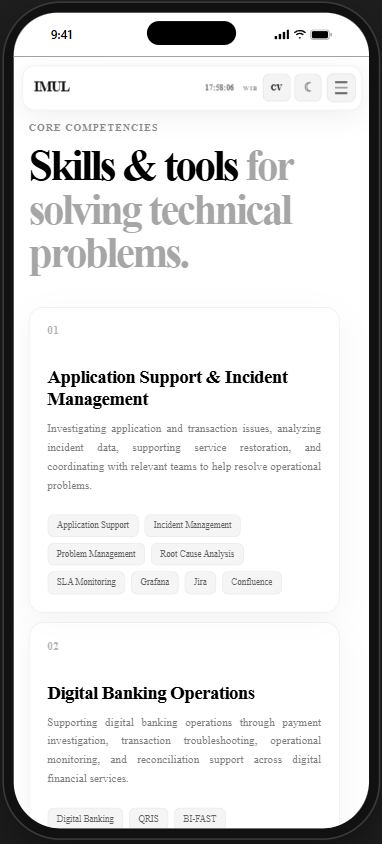 9:41
IMUL
17:58:06 WIB CV
CORE COMPETENCIES
Skills & tools for
solving technical
problems.
01
Application Support & Incident
Management
Investigating application and transaction issues, analyzing
incident data, supporting service restoration, and
coordinating with relevant teams to help resolve operational
problems.
Application Support Incident Management
Problem Management Root Cause Analysis
SLA Monitoring Grafana Jira Confluence
02
Digital Banking Operations
Supporting digital banking operations through payment
investigation, transaction troubleshooting, operational
monitoring, and reconciliation support across digital
financial services.
Digital Banking QRIS BI-FAST